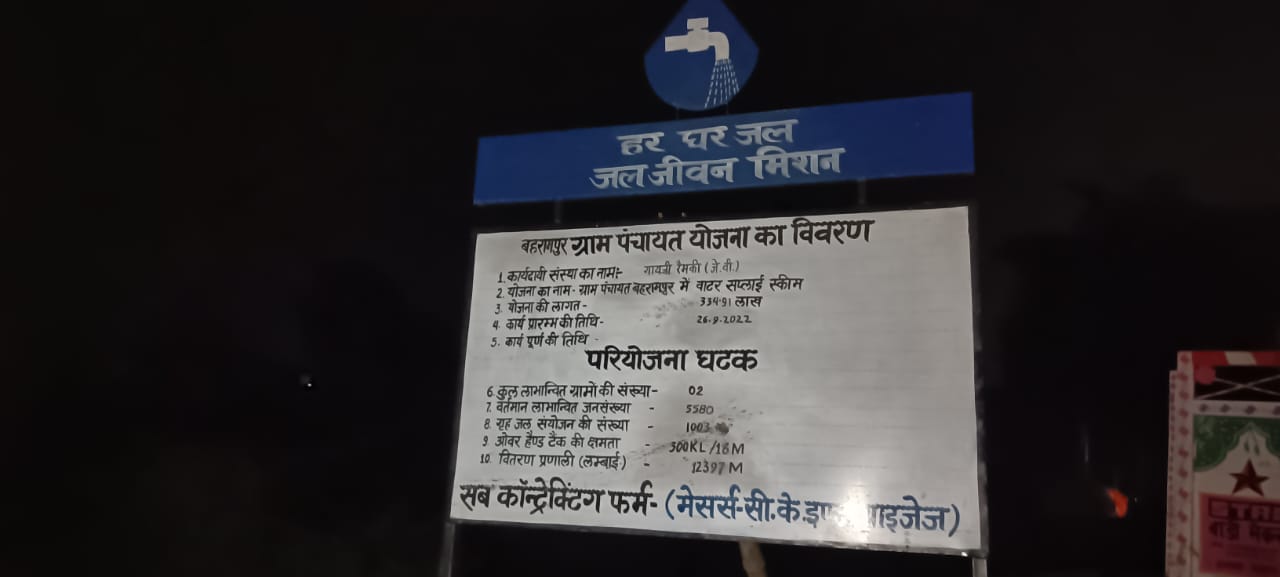 हर घर जल
जल जीवन मिशन
बहरामपुर ग्राम पंचायत योजना का विवरण
1. कार्यदायी संस्था का नाम:- गायत्री रैमकी (जे.वी.)
2. योजना का नाम - ग्राम पंचायत बहरामपुर में वाटर सप्लाई स्कीम
3. योजना की लागत - 334.91 लाख
4. कार्य प्रारम्भ की तिथि- 26.9.2022
5. कार्य पूर्ण की तिथि -
परियोजना घटक
6. कुल लाभान्वित ग्रामों की संख्या- 02
7. वर्तमान लाभान्वित जनसंख्या - 5580
8. गृह जल संयोजन की संख्या - 1003
9. ओवर हैण्ड टैंक की क्षमता - 300KL/16M
10. वितरण प्रणाली (लम्बाई) - 12397 M
सब कॉन्ट्रेक्टिंग फर्म- (मेसर्स-सी.के.